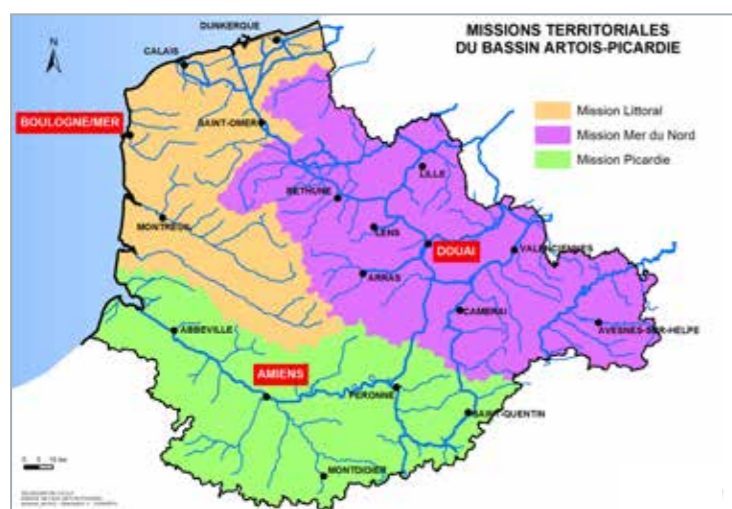 MISSIONS TERRITORIALES
DU BASSIN ARTOIS-PICARDIE
Mission Littoral
Mission Mer du Nord
Mission Picardie
N
DUNKERQUE
CALAIS
BOULOGNE/MER
SAINT-OMER
LILLE
BETHUNE
MONTREUIL
LENS
DOUAI
VALENCIENNES
ARRAS
CAMBRAI
AVESNES-SUR-HELPE
ABBEVILLE
AMIENS
PERONNE
SAINT-QUENTIN
MONTDIDIER